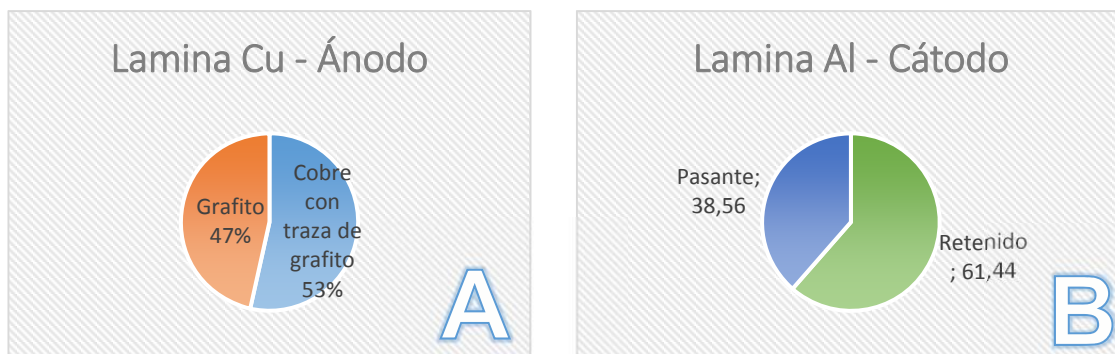 Lamina Cu - Ánodo
Grafito
47%
Cobre
con
traza de
grafito
53%
A
Lamina Al - Cátodo
Pasante;
38,56
Retenido
; 61,44
B